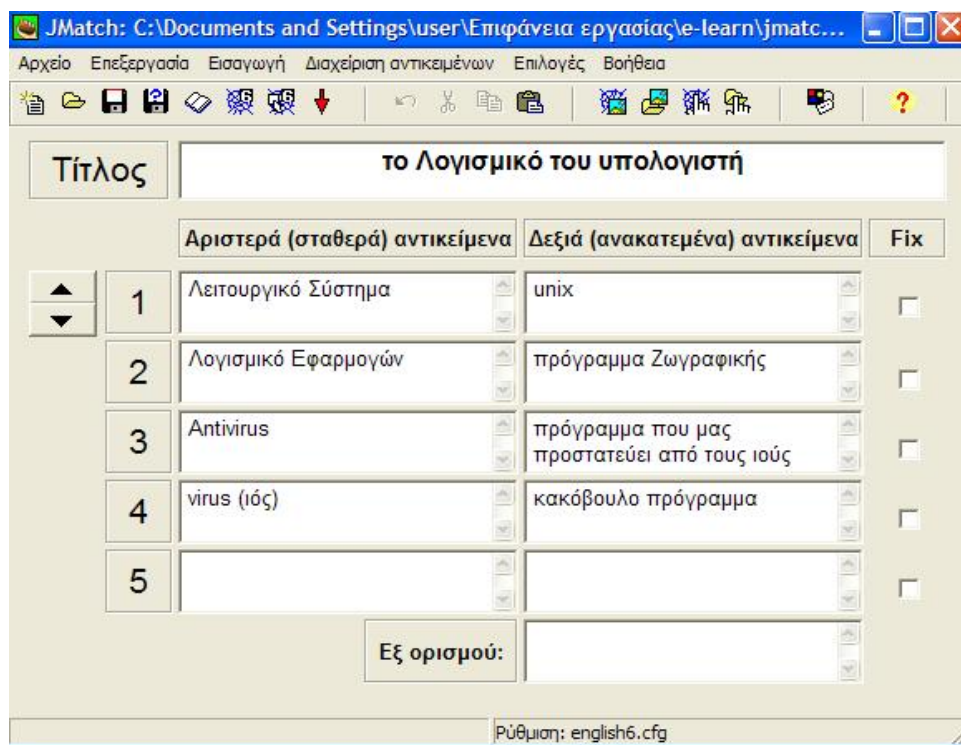 JMatch: C:\Documents and Settings\user\Επιφάνεια εργασίας\e-learn\jmatc...
Αρχείο Επεξεργασία Εισαγωγή Διαχείριση αντικειμένων Επιλογές Βοήθεια
Τίτλος το Λογισμικό του υπολογιστή
Αριστερά (σταθερά) αντικείμενα Δεξιά (ανακατεμένα) αντικείμενα Fix
1 Λειτουργικό Σύστημα unix
2 Λογισμικό Εφαρμογών πρόγραμμα Ζωγραφικής
3 Antivirus πρόγραμμα που μας
προστατεύει από τους ιούς
4 virus (ιός) κακόβουλο πρόγραμμα
5
Εξ ορισμού:
Ρύθμιση: english6.cfg